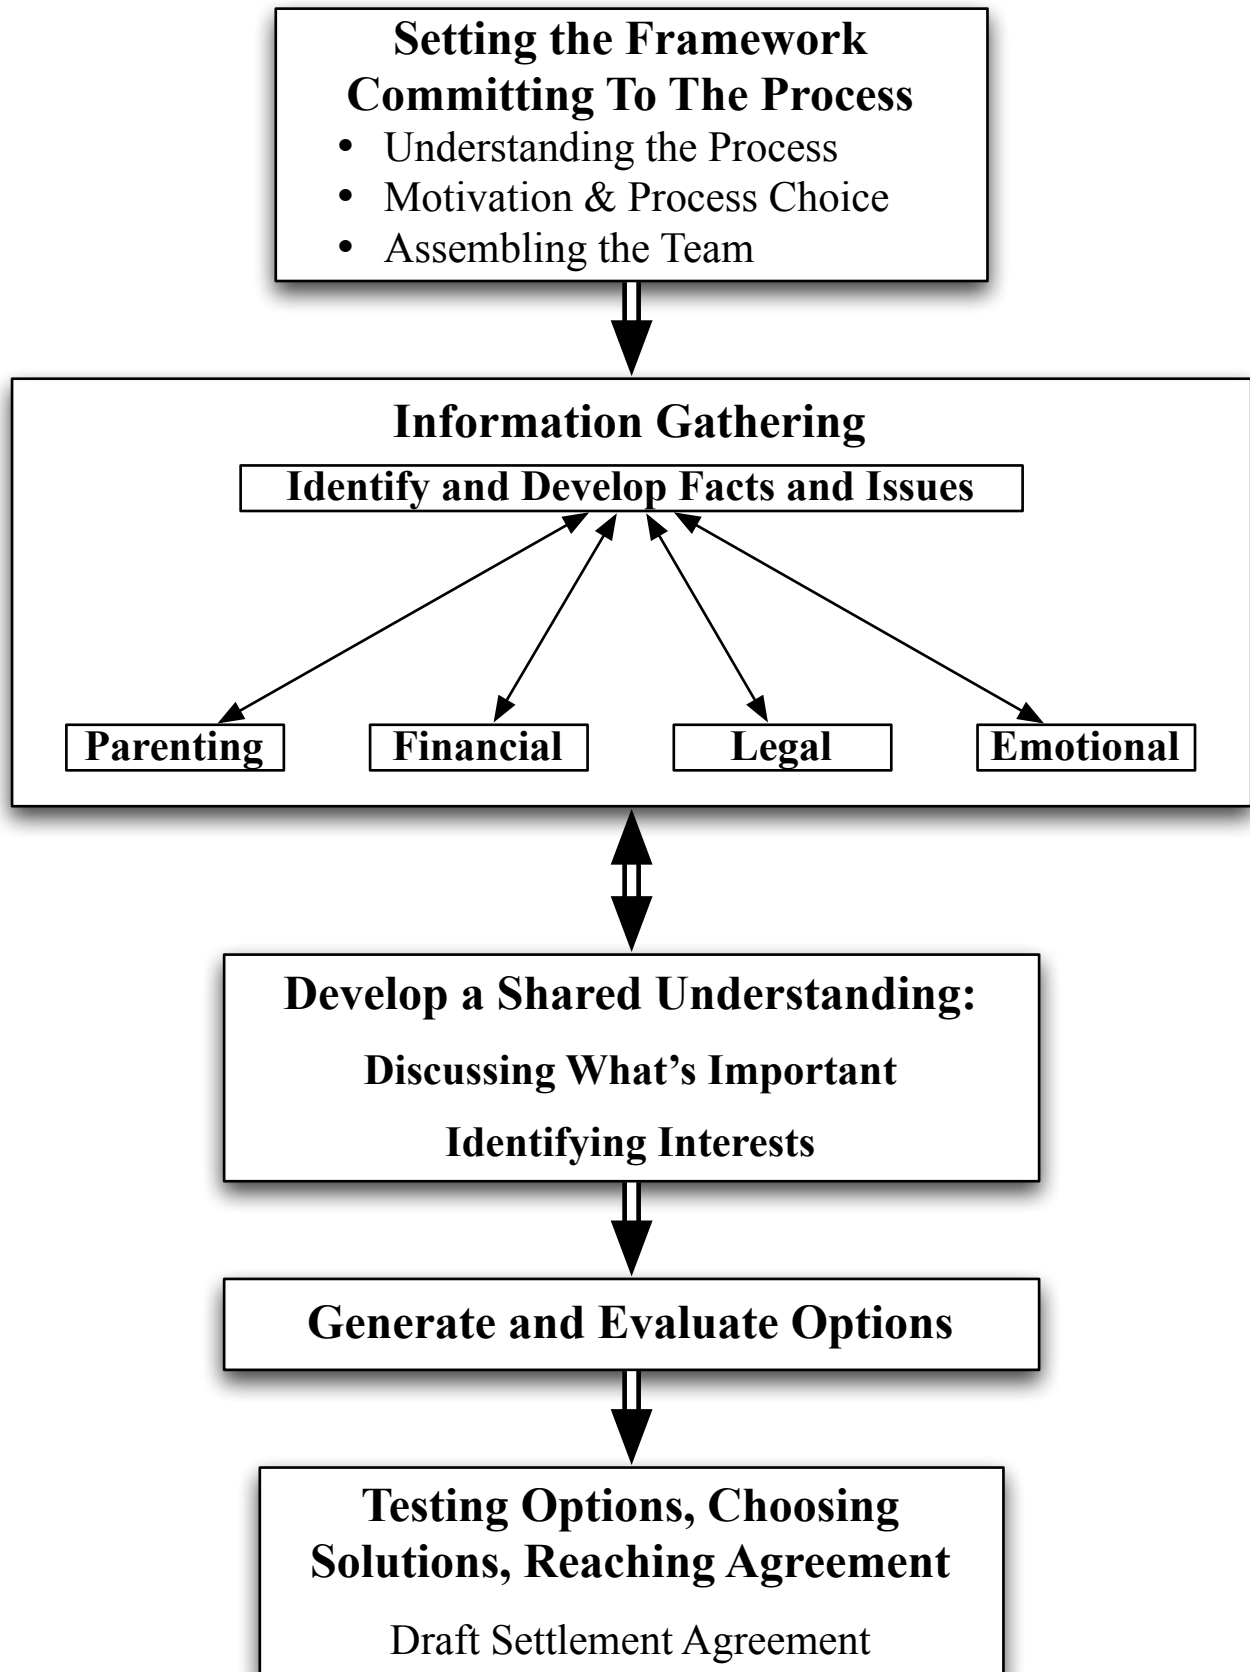 Setting the Framework
Committing To The Process
• Understanding the Process
• Motivation & Process Choice
• Assembling the Team
Information Gathering
Identify and Develop Facts and Issues
Parenting
Financial
Legal
Emotional
Develop a Shared Understanding:
Discussing What’s Important
Identifying Interests
Generate and Evaluate Options
Testing Options, Choosing
Solutions, Reaching Agreement
Draft Settlement Agreement